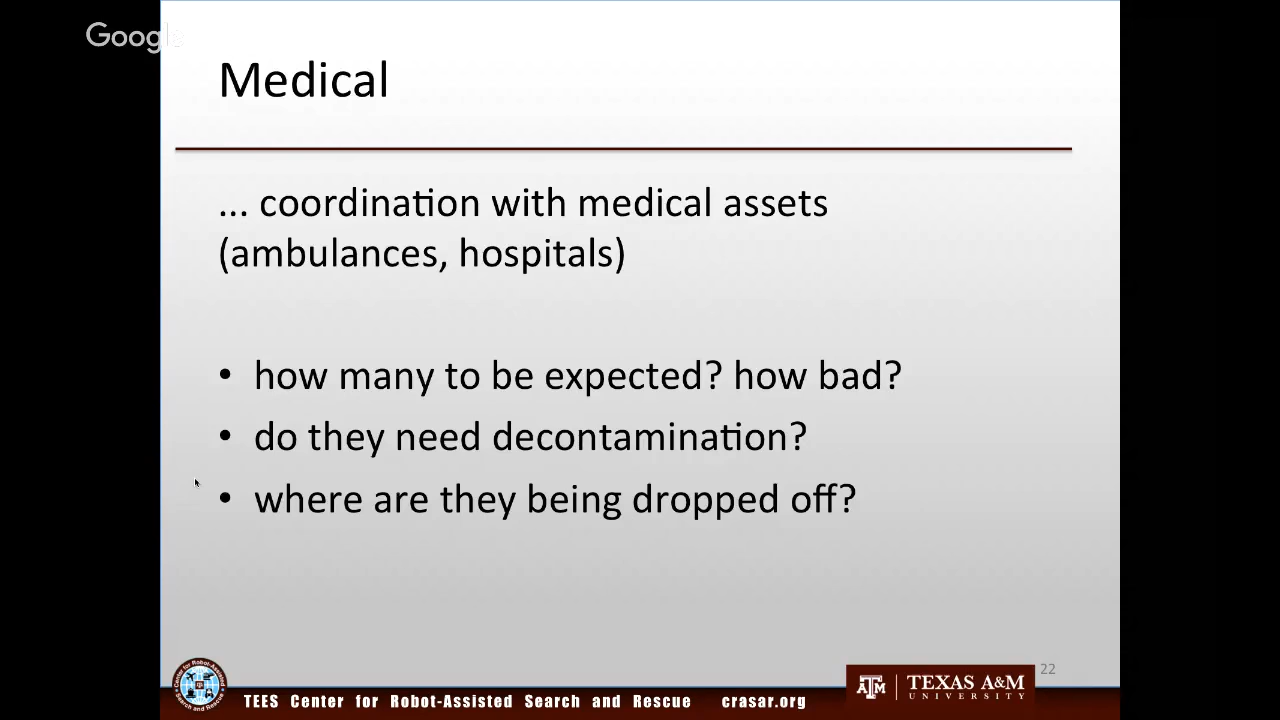 Google
Medical
... coordination with medical assets
(ambulances, hospitals)
• how many to be expected? how bad?
• do they need decontamination?
• where are they being dropped off?
22
TEES Center for Robot-Assisted Search and Rescue crasar.org
ATM TEXAS A&M
UNIVERSITY